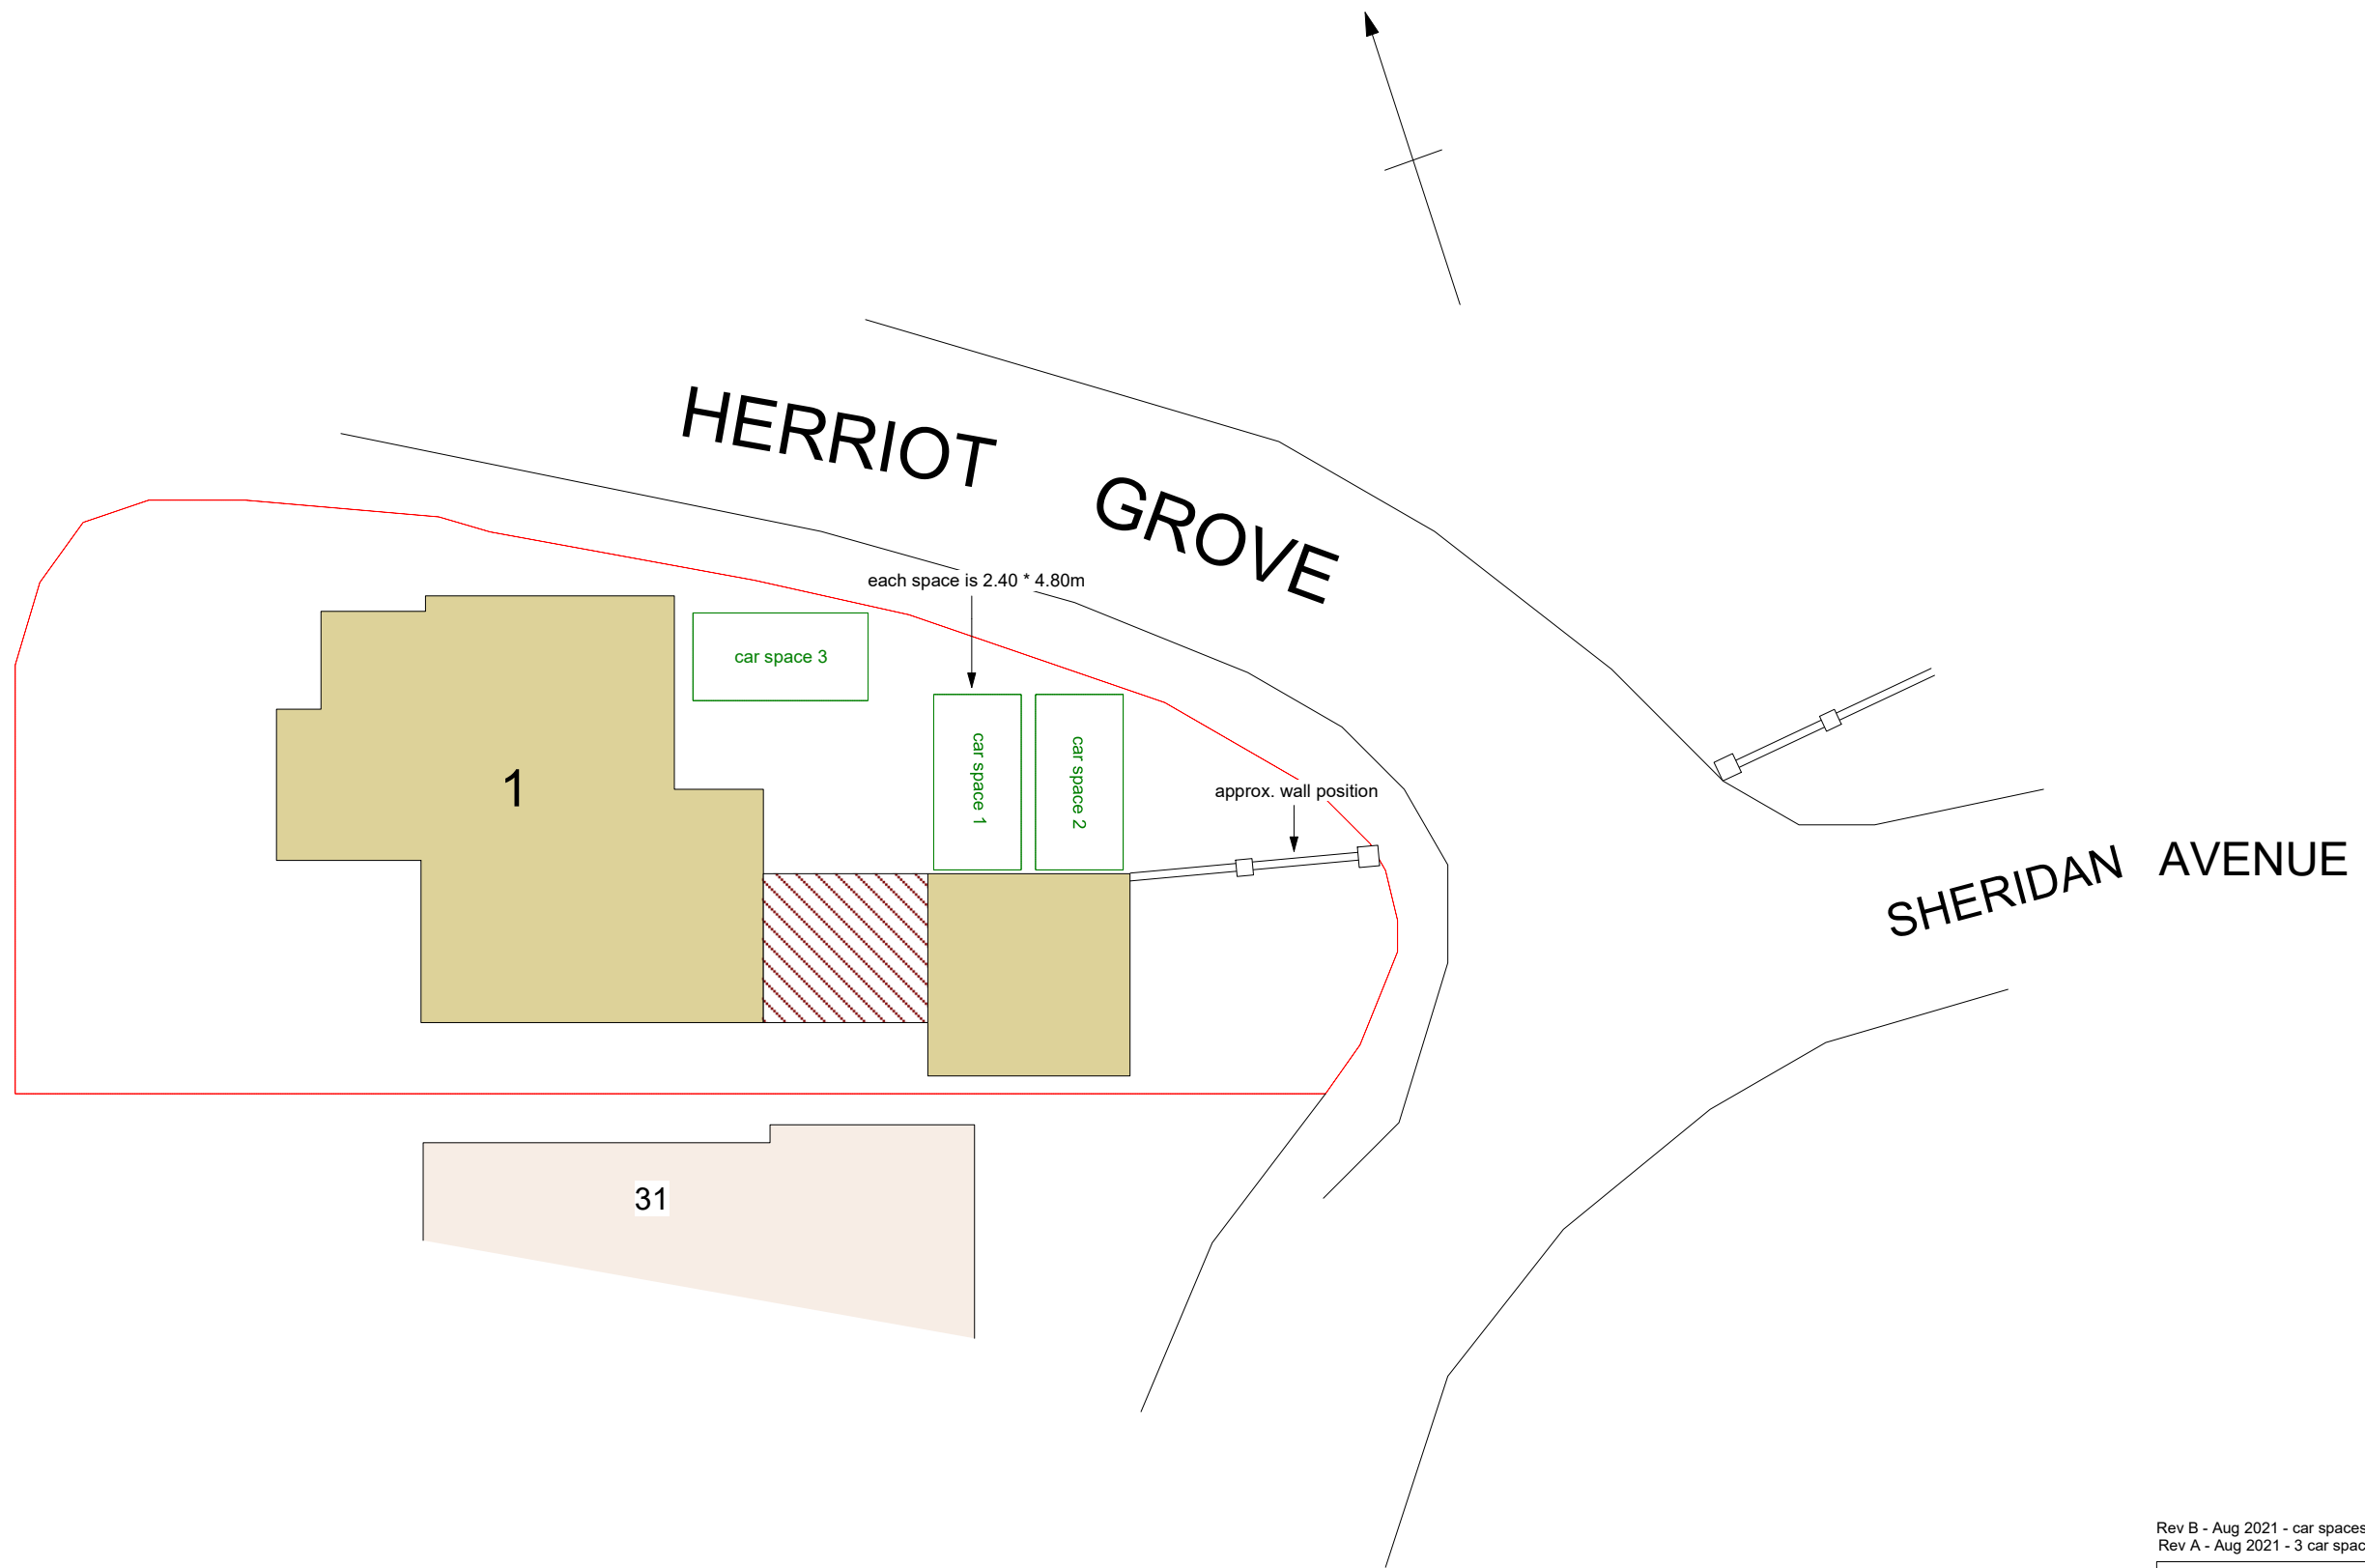 HERRIOT GROVE
each space is 2.40 * 4.80m
car space 3
car space 1
car space 2
approx. wall position
1
SHERIDAN AVENUE
31
Rev B - Aug 2021 - car spaces
Rev A - Aug 2021 - 3 car spac